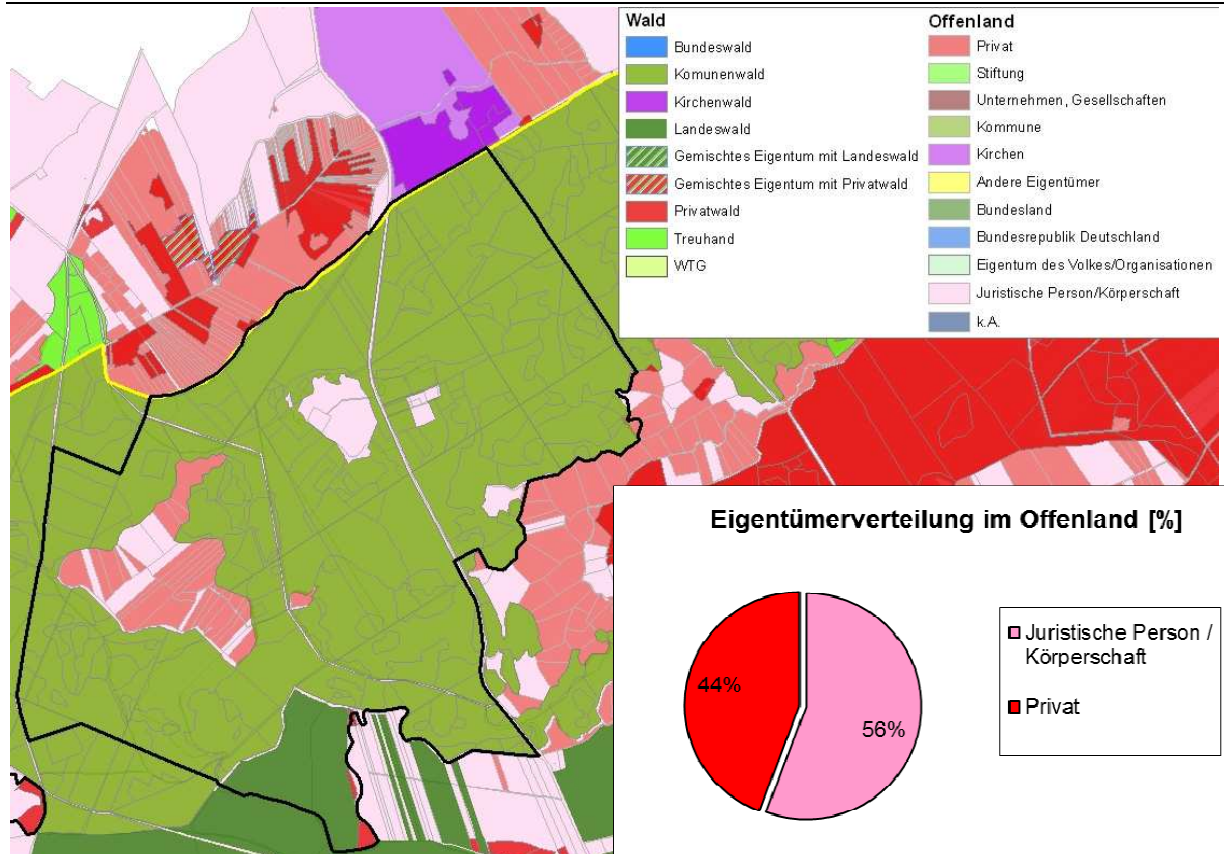 Wald
Bundeswald
Komunenwald
Kirchenwald
Landeswald
Gemischtes Eigentum mit Landeswald
Gemischtes Eigentum mit Privatwald
Privatwald
Treuhand
WTG
Offenland
Privat
Stiftung
Unternehmen, Gesellschaften
Kommune
Kirchen
Andere Eigentümer
Bundesland
Bundesrepublik Deutschland
Eigentum des Volkes/Organisationen
Juristische Person/Körperschaft
k.A.
Eigentümerverteilung im Offenland [%]
44%
56%
Juristische Person /
Körperschaft
Privat